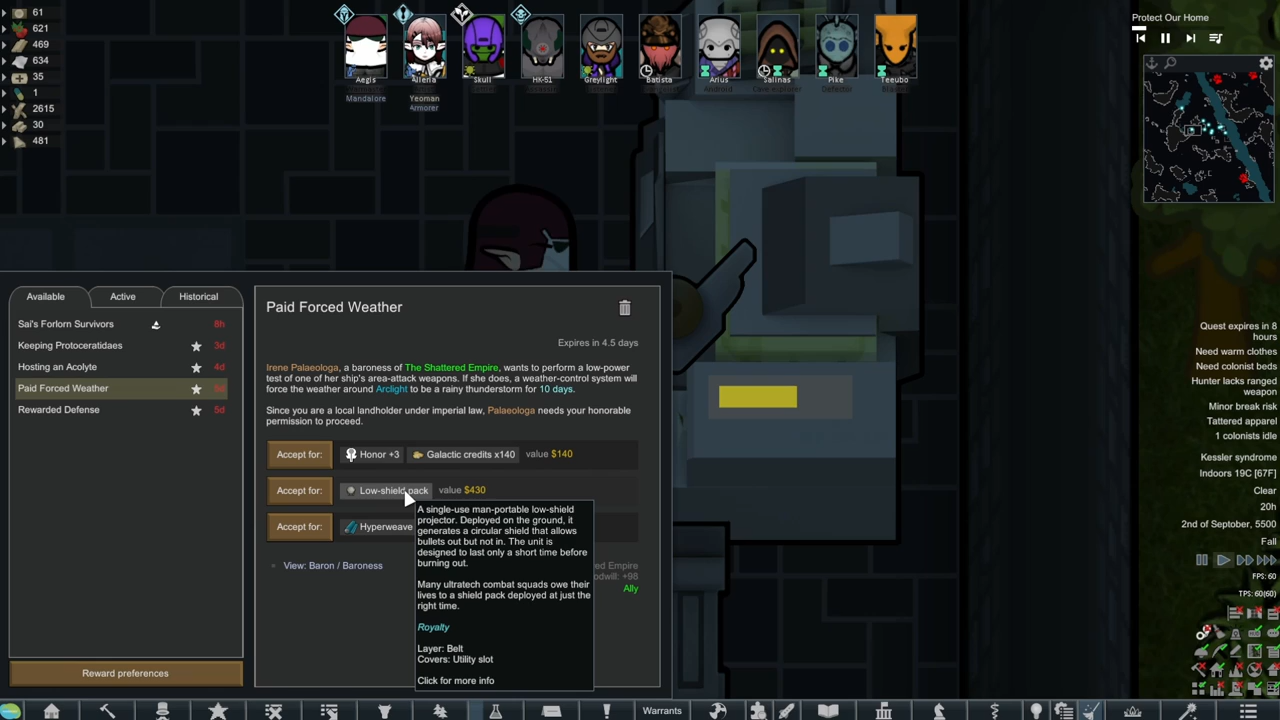 61
621
469
634
35
1
2615
30
481
Aegis
Mandalore
Alleria
Yeoman
Armorer
Skull
HK-51
Greylight
Batista
Arius
Android
Salinas
Cave explorer
Pike
Defector
Teeubo
Protect Our Home
Available
Active
Historical
Sai's Forlorn Survivors
8h
Keeping Protoceratidaes
3d
Hosting an Acolyte
4d
Paid Forced Weather
5d
Rewarded Defense
5d
Reward preferences
Paid Forced Weather
Expires in 4.5 days
Irene Palaeologa, a baroness of The Shattered Empire, wants to perform a low-power
test of one of her ship's area-attack weapons. If she does, a weather-control system will
force the weather around Arclight to be a rainy thunderstorm for 10 days.
Since you are a local landholder under imperial law, Palaeologa needs your honorable
permission to proceed.
Accept for:
Honor +3
Galactic credits x140
value $140
Accept for:
Low-shield pack
value $430
Accept for:
Hyperweave
View: Baron / Baroness
ed Empire
odwill: +98
Ally
A single-use man-portable low-shield
projector. Deployed on the ground, it
generates a circular shield that allows
bullets out but not in. The unit is
designed to last only a short time before
burning out.
Many ultratech combat squads owe their
lives to a shield pack deployed at just the
right time.
Royalty
Layer: Belt
Covers: Utility slot
Click for more info
Quest expires in 8
hours
Need warm clothes
Need colonist beds
Hunter lacks ranged
weapon
Minor break risk
Tattered apparel
1 colonists idle
Kessler syndrome
Indoors 19C [67F]
Clear
20h
2nd of September, 5500
Fall
FPS: 60
TPS: 60(60)
Warrants